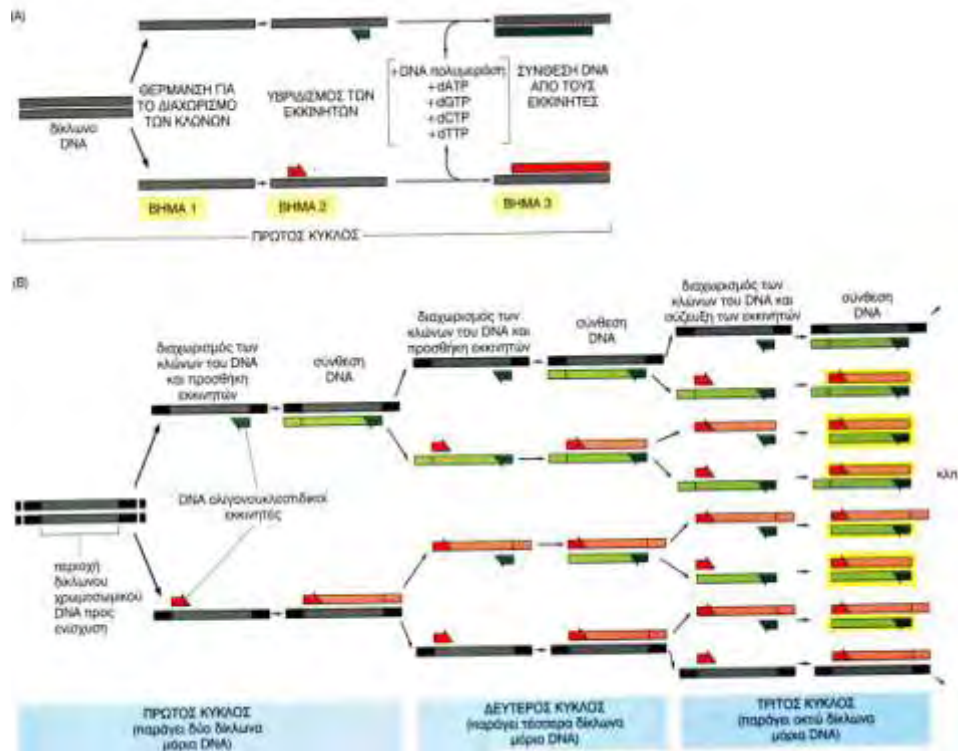 (A)
δίκλωνο
DNA
ΘΕΡΜΑΝΣΗ ΓΙΑ
ΤΟ ΔΙΑΧΩΡΙΣΜΟ
ΤΩΝ ΚΛΩΝΩΝ
ΒΗΜΑ 1
ΥΒΡΙΔΙΣΜΟΣ ΤΩΝ
ΕΚΚΙΝΗΤΩΝ
ΒΗΜΑ 2
+DNA πολυμεράση
+dATP
+dGTP
+dCTP
+dTTP
ΣΥΝΘΕΣΗ DNA
ΑΠΟ ΤΟΥΣ
ΕΚΚΙΝΗΤΕΣ
ΒΗΜΑ 3
ΠΡΩΤΟΣ ΚΥΚΛΟΣ
(B)
περιοχή
δίκλωνου
χρωμοσωμικού
DNA προς
ενίσχυση
διαχωρισμός των
κλώνων του DNA
και προσθήκη
εκκινητών
σύνθεση
DNA
DNA ολιγονουκλεοτιδικοί
εκκινητές
διαχωρισμός των
κλώνων του DNA και
προσθήκη εκκινητών
σύνθεση
DNA
διαχωρισμός των
κλώνων του DNA και
σύζευξη των εκκινητών
σύνθεση
DNA
κλπ
ΠΡΩΤΟΣ ΚΥΚΛΟΣ
(παράγει δύο δίκλωνα
μόρια DNA)
ΔΕΥΤΕΡΟΣ ΚΥΚΛΟΣ
(παράγει τέσσερα δίκλωνα
μόρια DNA)
ΤΡΙΤΟΣ ΚΥΚΛΟΣ
(παράγει οκτώ δίκλωνα
μόρια DNA)